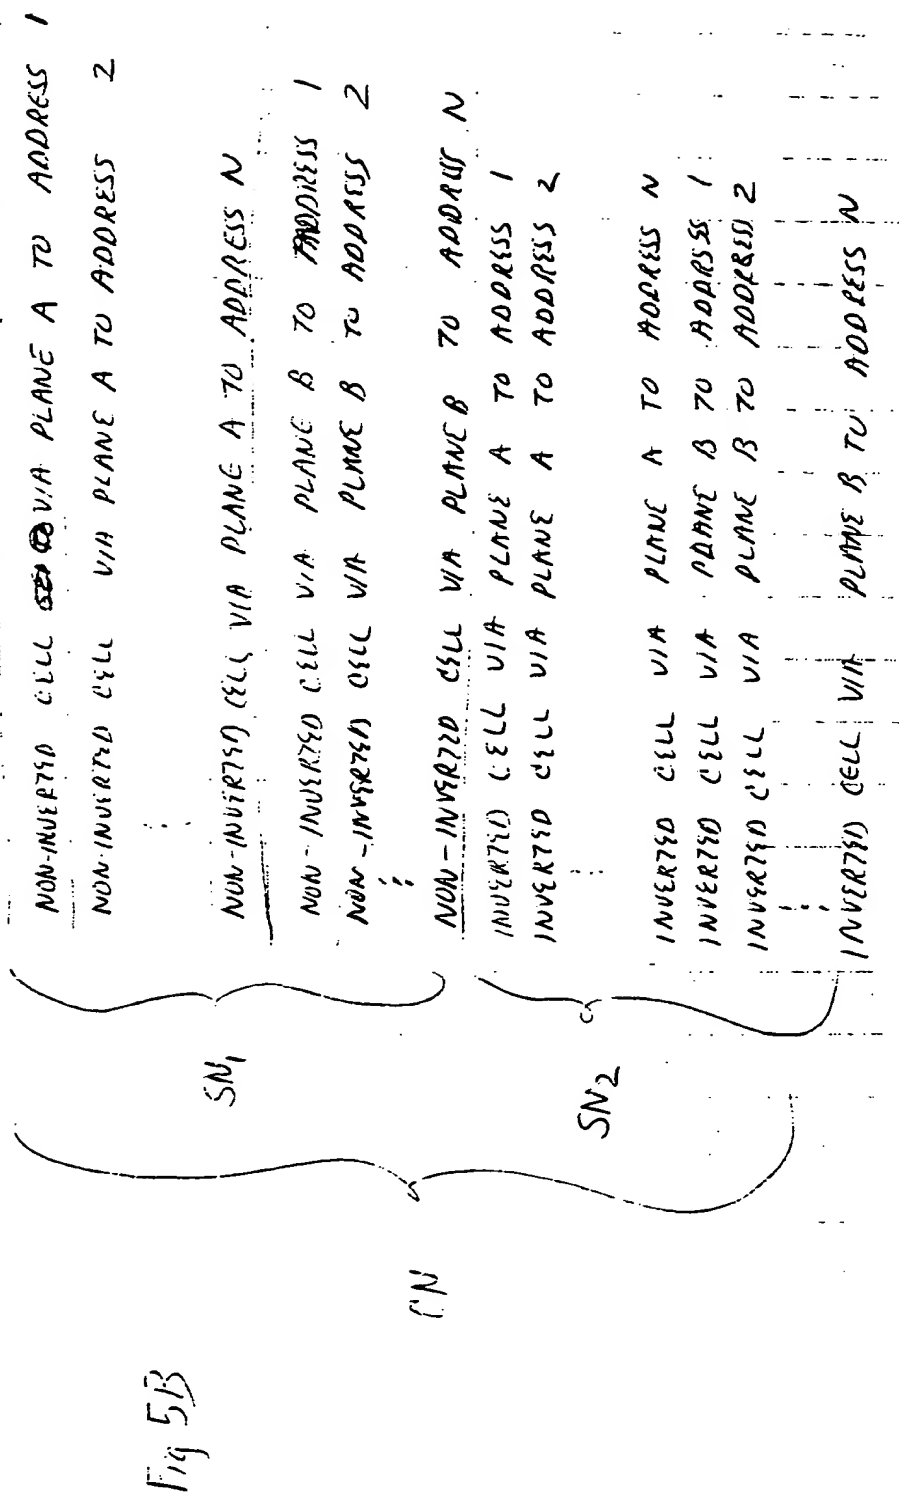 NON-INVERTED CELL VIA PLANE A TO ADDRESS 1
NON-INVERTED CELL VIA PLANE A TO ADDRESS 2
:
NON-INVERTED CELL VIA PLANE A TO ADDRESS N
NON-INVERTED CELL VIA PLANE B TO ADDRESS 1
NON-INVERTED CELL VIA PLANE B TO ADDRESS 2
:
NON-INVERTED CELL VIA PLANE B TO ADDRESS N
INVERTED CELL VIA PLANE A TO ADDRESS 1
INVERTED CELL VIA PLANE A TO ADDRESS 2
:
INVERTED CELL VIA PLANE A TO ADDRESS N
INVERTED CELL VIA PLANE B TO ADDRESS 1
INVERTED CELL VIA PLANE B TO ADDRESS 2
:
INVERTED CELL VIA PLANE B TO ADDRESS N
SN1
SN2
CN
Fig 5B